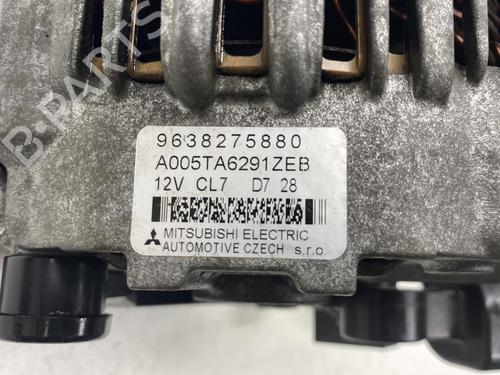 B-PARTS
9638275880
A005TA6291ZEB
12V CL7 D7 28
MITSUBISHI ELECTRIC
AUTOMOTIVE CZECH s.r.o.